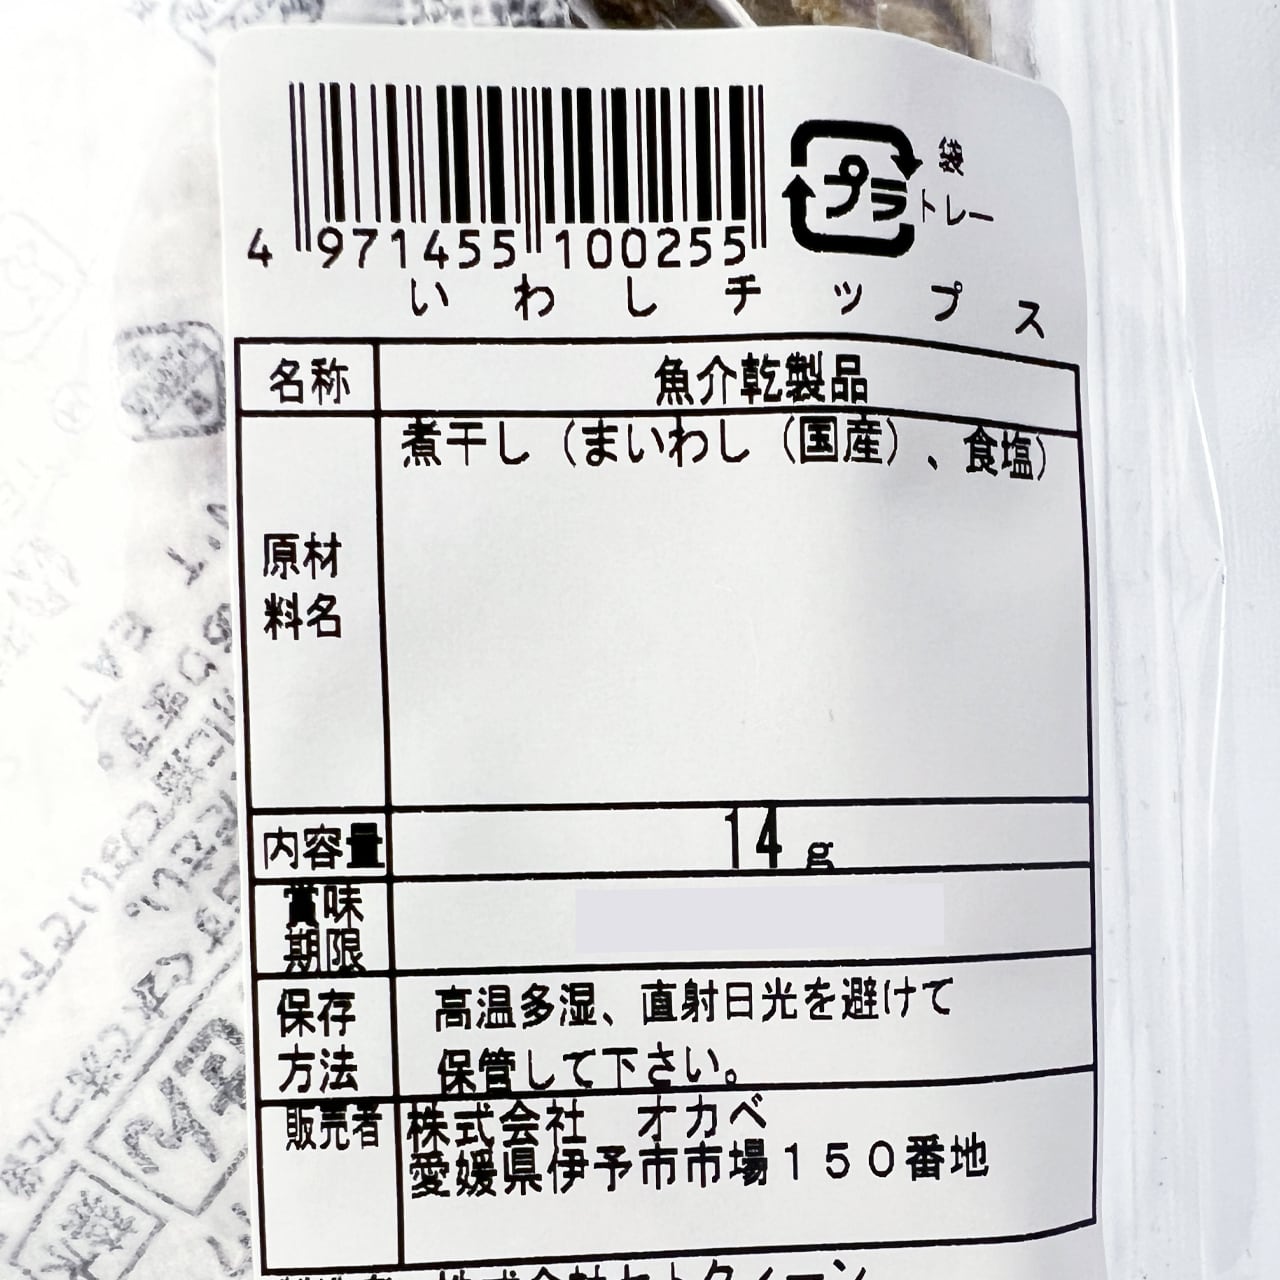 4 971455 100255
プラ
袋
トレー
いわしチップス
名称 魚介乾製品
原材料名 煮干し（まいわし（国産）、食塩）
内容量 14g
賞味期限
保存方法 高温多湿、直射日光を避けて
保管して下さい。
販売者 株式会社 オカベ
愛媛県伊予市市場１５０番地